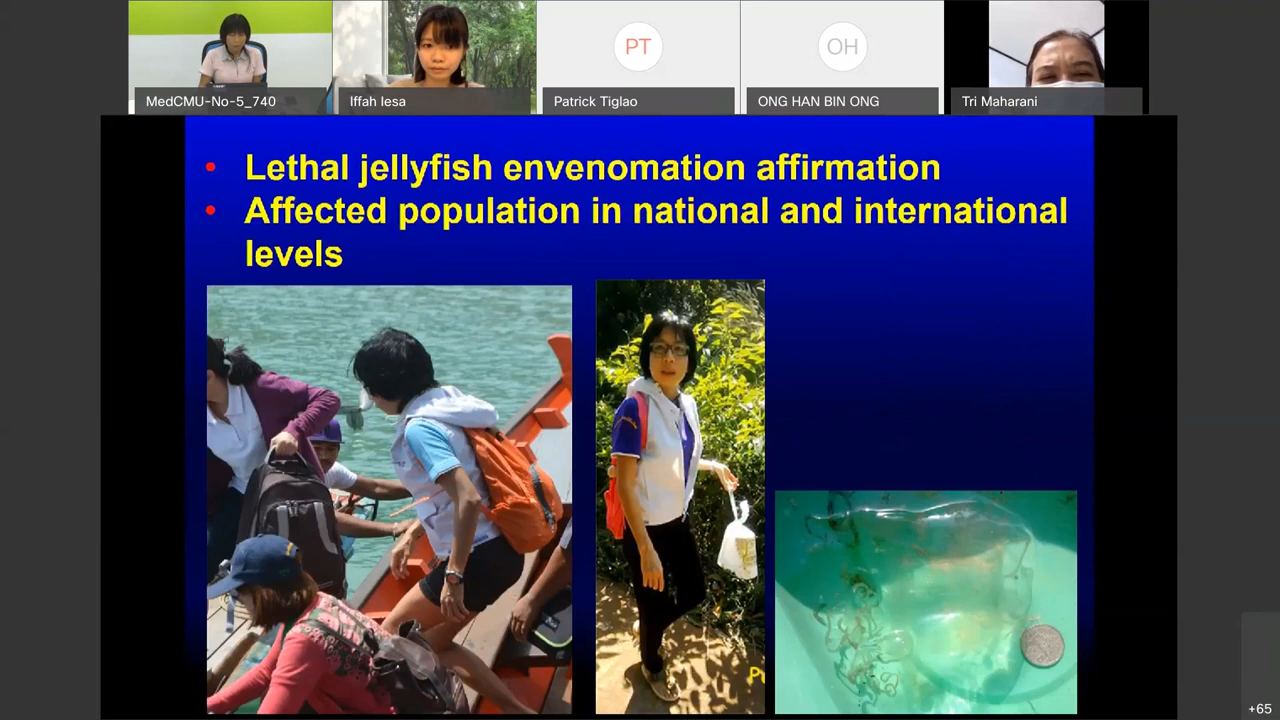 MedCMU-No-5_740
Iffah Iesa
PT
Patrick Tiglao
OH
ONG HAN BIN ONG
Tri Maharani
• Lethal jellyfish envenomation affirmation
• Affected population in national and international
levels
+65